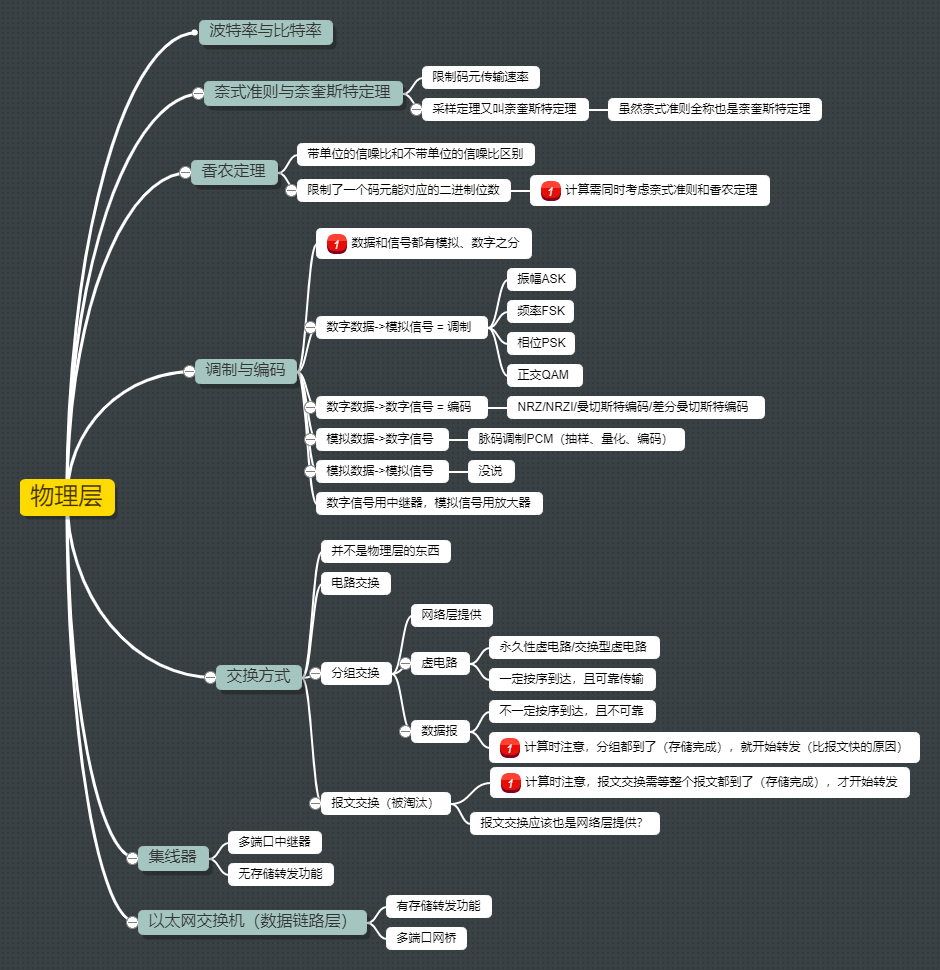 波特率与比特率
奈式准则与奈奎斯特定理
限制码元传输速率
采样定理又叫奈奎斯特定理
虽然奈式准则全称也是奈奎斯特定理
香农定理
带单位的信噪比和不带单位的信噪比区别
限制了一个码元能对应的二进制位数
1 计算需同时考虑奈式准则和香农定理
调制与编码
1 数据和信号都有模拟、数字之分
数字数据->模拟信号 = 调制
振幅ASK
频率FSK
相位PSK
正交QAM
数字数据->数字信号 = 编码
NRZ/NRZI/曼切斯特编码/差分曼切斯特编码
模拟数据->数字信号
脉码调制PCM（抽样、量化、编码）
模拟数据->模拟信号
没说
数字信号用中继器，模拟信号用放大器
物理层
交换方式
并不是物理层的东西
电路交换
分组交换
网络层提供
虚电路
永久性虚电路/交换型虚电路
一定按序到达，且可靠传输
数据报
不一定按序到达，且不可靠
1 计算时注意，分组都到了（存储完成），就开始转发（比报文快的原因）
报文交换（被淘汰）
1 计算时注意，报文交换需等整个报文都到了（存储完成），才开始转发
报文交换应该也是网络层提供?
集线器
多端口中继器
无存储转发功能
以太网交换机（数据链路层）
有存储转发功能
多端口网桥